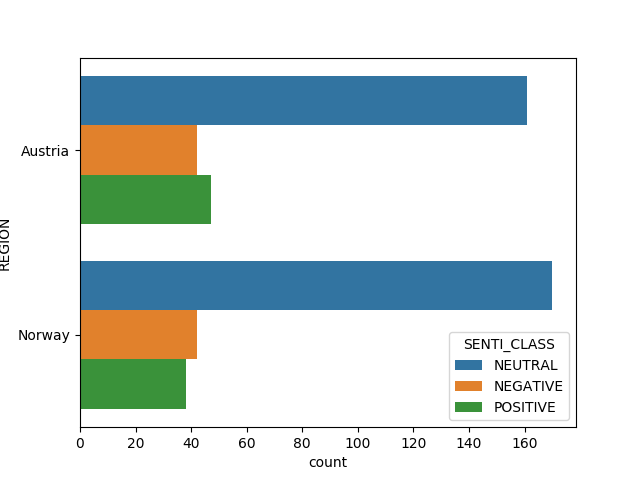 REGION
Austria
Norway
SENTI_CLASS
NEUTRAL
NEGATIVE
POSITIVE
0 20 40 60 80 100 120 140 160
count